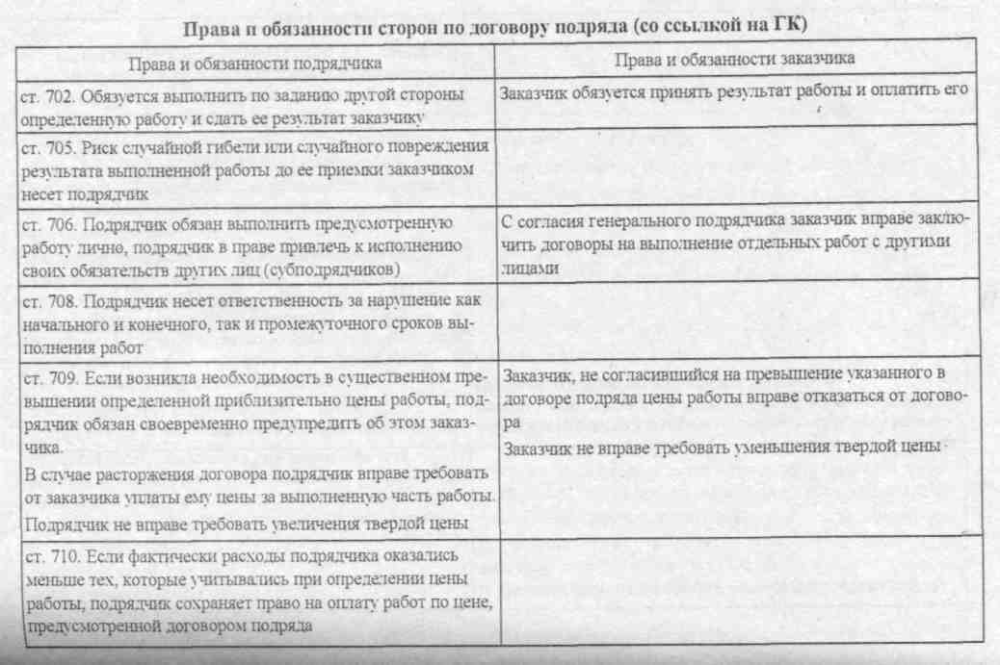 Права и обязанности сторон по договору подряда (со ссылкой на ГК)
Права и обязанности подрядчика
Права и обязанности заказчика
ст. 702. Обязуется выполнить по заданию другой стороны
определенную работу и сдать ее результат заказчику
Заказчик обязуется принять результат работы и оплатить его
ст. 705. Риск случайной гибели или случайного повреждения
результата выполненной работы до ее приемки заказчиком
несет подрядчик
ст. 706. Подрядчик обязан выполнить предусмотренную
работу лично, подрядчик в праве привлечь к исполнению
своих обязательств других лиц (субподрядчиков)
С согласия генерального подрядчика заказчик вправе заклю-
чить договоры на выполнение отдельных работ с другими
лицами
ст. 708. Подрядчик несет ответственность за нарушение как
начального и конечного, так и промежуточного сроков вы-
полнения работ
ст. 709. Если возникла необходимость в существенном пре-
вышении определенной приблизительно цены работы, под-
рядчик обязан своевременно предупредить об этом заказ-
чика.
В случае расторжения договора подрядчик вправе требовать
от заказчика уплаты ему цены за выполненную часть работы.
Подрядчик не вправе требовать увеличения твердой цены
Заказчик, не согласившийся на превышение указанного в
договоре подряда цены работы вправе отказаться от догово-
ра
Заказчик не вправе требовать уменьшения твердой цены
ст. 710. Если фактически расходы подрядчика оказались
меньше тех, которые учитывались при определении цены
работы, подрядчик сохраняет право на оплату работ по цене,
предусмотренной договором подряда